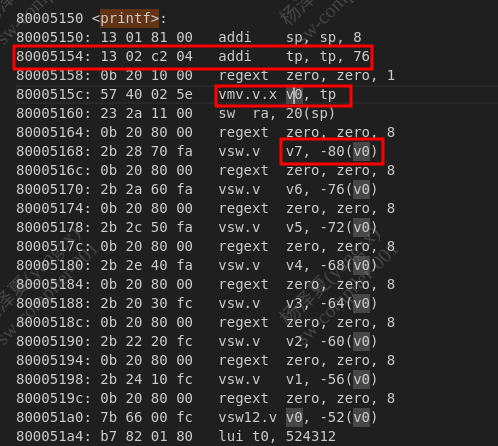 80005150 <printf>:
80005150: 13 01 81 00 addi sp, sp, 8
80005154: 13 02 c2 04 addi tp, tp, 76
80005158: 0b 20 10 00 regext zero, zero, 1
8000515c: 57 40 02 5e vmv.v.x v0, tp
80005160: 23 2a 11 00 sw ra, 20(sp)
80005164: 0b 20 80 00 regext zero, zero, 8
80005168: 2b 28 70 fa vsw.v v7, -80(v0)
8000516c: 0b 20 80 00 regext zero, zero, 8
80005170: 2b 2a 60 fa vsw.v v6, -76(v0)
80005174: 0b 20 80 00 regext zero, zero, 8
80005178: 2b 2c 50 fa vsw.v v5, -72(v0)
8000517c: 0b 20 80 00 regext zero, zero, 8
80005180: 2b 2e 40 fa vsw.v v4, -68(v0)
80005184: 0b 20 80 00 regext zero, zero, 8
80005188: 2b 20 30 fc vsw.v v3, -64(v0)
8000518c: 0b 20 80 00 regext zero, zero, 8
80005190: 2b 22 20 fc vsw.v v2, -60(v0)
80005194: 0b 20 80 00 regext zero, zero, 8
80005198: 2b 24 10 fc vsw.v v1, -56(v0)
8000519c: 0b 20 80 00 regext zero, zero, 8
800051a0: 7b 66 00 fc vsw12.v v0, -52(v0)
800051a4: b7 82 01 80 lui t0, 524312